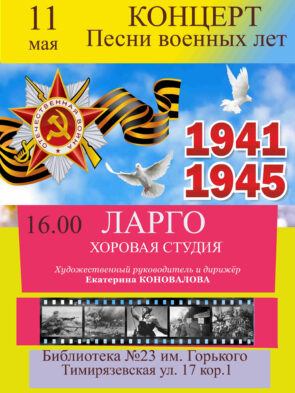 11
мая
КОНЦЕРТ
Песни военных лет
ОТЕЧЕСТВЕННАЯ ВОЙНА
1941
1945
16.00
ЛАРГО
ХОРОВАЯ СТУДИЯ
Художественный руководитель и дирижёр
Екатерина КОНОВАЛОВА
Библиотека №23 им. Горького
Тимирязевская ул. 17 кор.1